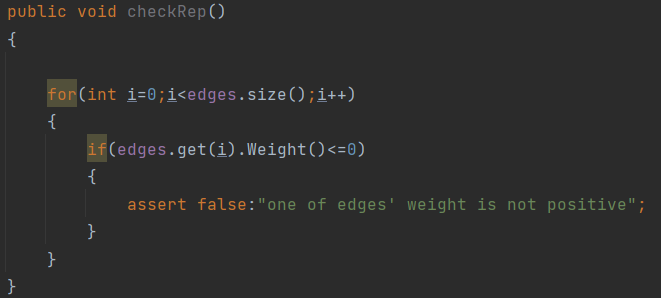 public void checkRep()
{
for(int i=0;i<edges.size();i++)
{
if(edges.get(i).Weight()<=0)
{
assert false:"one of edges' weight is not positive";
}
}
}